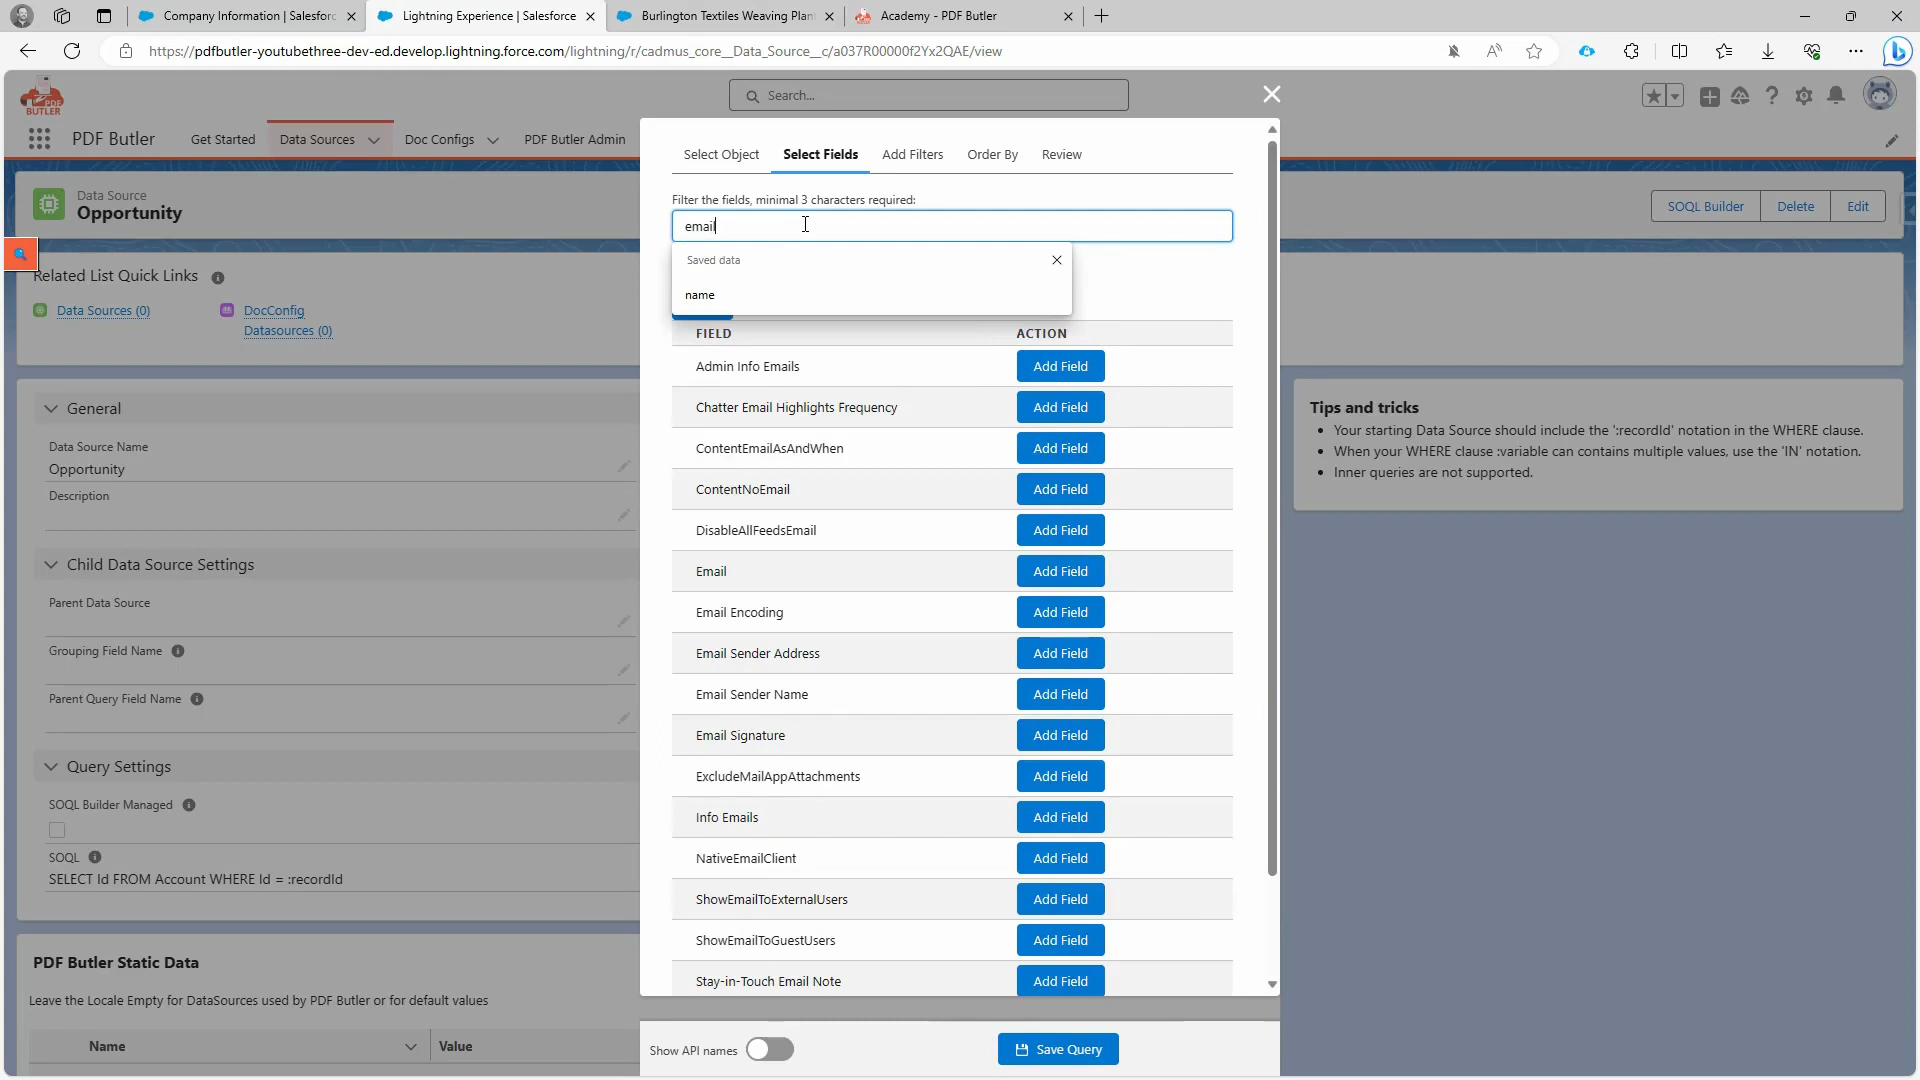 Company Information | Salesforc
Lightning Experience | Salesforce
Burlington Textiles Weaving Plan
Academy - PDF Butler
https://pdfbutler-youtubethree-dev-ed.develop.lightning.force.com/lightning/r/cadmus_core__Data_Source__c/a037R00000f2Yx2QAE/view
PDF
BUTLER
Search...
PDF Butler
Get Started
Data Sources
Doc Configs
PDF Butler Admin
Data Source
Opportunity
SOQL Builder
Delete
Edit
Related List Quick Links
Data Sources (0)
DocConfig
Datasources (0)
General
Data Source Name
Opportunity
Description
Child Data Source Settings
Parent Data Source
Grouping Field Name
Parent Query Field Name
Query Settings
SOQL Builder Managed
SOQL
SELECT Id FROM Account WHERE Id = :recordId
PDF Butler Static Data
Leave the Locale Empty for DataSources used by PDF Butler or for default values
Name
Value
Select Object
Select Fields
Add Filters
Order By
Review
Filter the fields, minimal 3 characters required:
email
Saved data
name
FIELD ACTION
Admin Info Emails Add Field
Chatter Email Highlights Frequency Add Field
ContentEmailAsAndWhen Add Field
ContentNoEmail Add Field
DisableAllFeedsEmail Add Field
Email Add Field
Email Encoding Add Field
Email Sender Address Add Field
Email Sender Name Add Field
Email Signature Add Field
ExcludeMailAppAttachments Add Field
Info Emails Add Field
NativeEmailClient Add Field
ShowEmailToExternalUsers Add Field
ShowEmailToGuestUsers Add Field
Stay-in-Touch Email Note Add Field
Show API names
Save Query
Tips and tricks
Your starting Data Source should include the ':recordId' notation in the WHERE clause.
When your WHERE clause :variable can contains multiple values, use the 'IN' notation.
Inner queries are not supported.